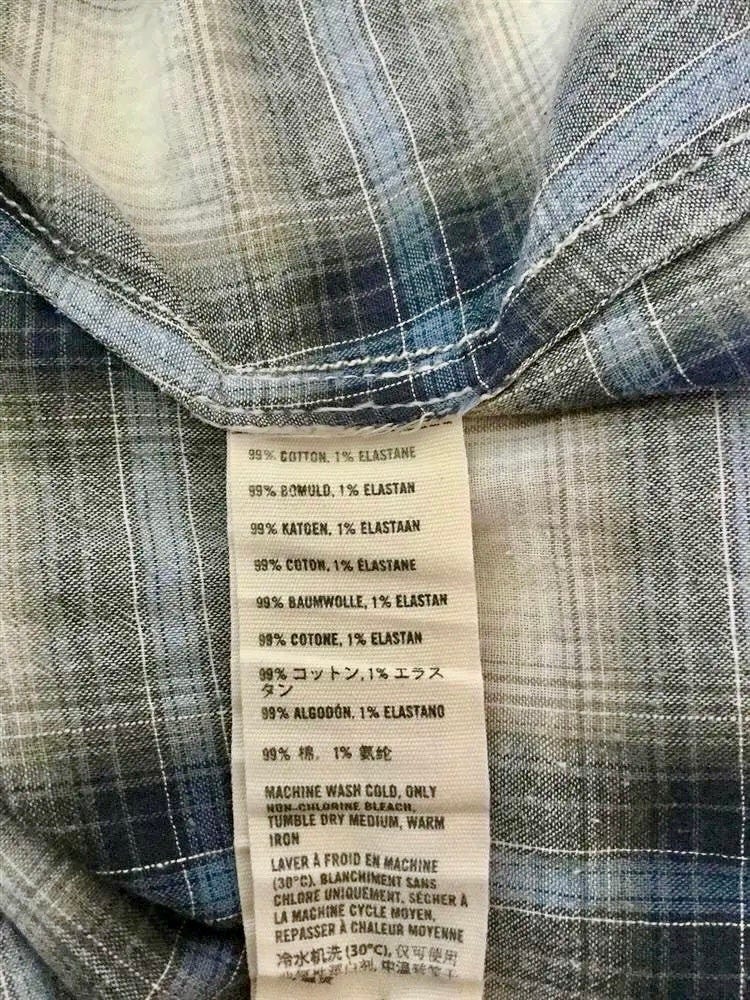 99% COTTON, 1% ELASTANE
99% BOMULD, 1% ELASTAN
99% KATOEN, 1% ELASTAAN
99% COTON, 1% ÉLASTANE
99% BAUMWOLLE, 1% ELASTAN
99% COTONE, 1% ELASTAN
99% コットン, 1% エラス
タン
99% ALGODÓN, 1% ELASTANO
99% 棉, 1% 氨纶
MACHINE WASH COLD, ONLY
NON-CHLORINE BLEACH,
TUMBLE DRY MEDIUM, WARM
IRON
LAVER À FROID EN MACHINE
(30°C), BLANCHIMENT SANS
CHLORE UNIQUEMENT, SÉCHER À
LA MACHINE CYCLE MOYEN,
REPASSER À CHALEUR MOYENNE
冷水机洗 (30°C), 仅可使用